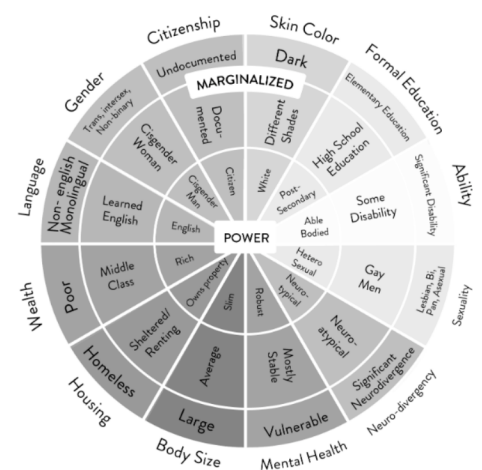 Citizenship
Skin Color
Formal Education
Ability
Sexuality
Neuro-divergency
Mental Health
Body Size
Housing
Wealth
Language
Gender
MARGINALIZED
POWER
Undocumented
Docu-
mented
Citizen
Dark
Different
Shades
White
Elementary Education
High School
Education
Post-
Secondary
Significant Disability
Some
Disability
Able
Bodied
Lesbian, Bi,
Pan, Asexual
Gay
Men
Hetero
Sexual
Significant
Neurodivergence
Neuro-
atypical
Neuro-
typical
Vulnerable
Mostly
Stable
Robust
Large
Average
Slim
Homeless
Sheltered/
Renting
Owns property
Poor
Middle
Class
Rich
Non- english
Monolingual
Learned
English
English
Trans, intersex,
Non-binary
Cisgender
Woman
Cisgender
Man